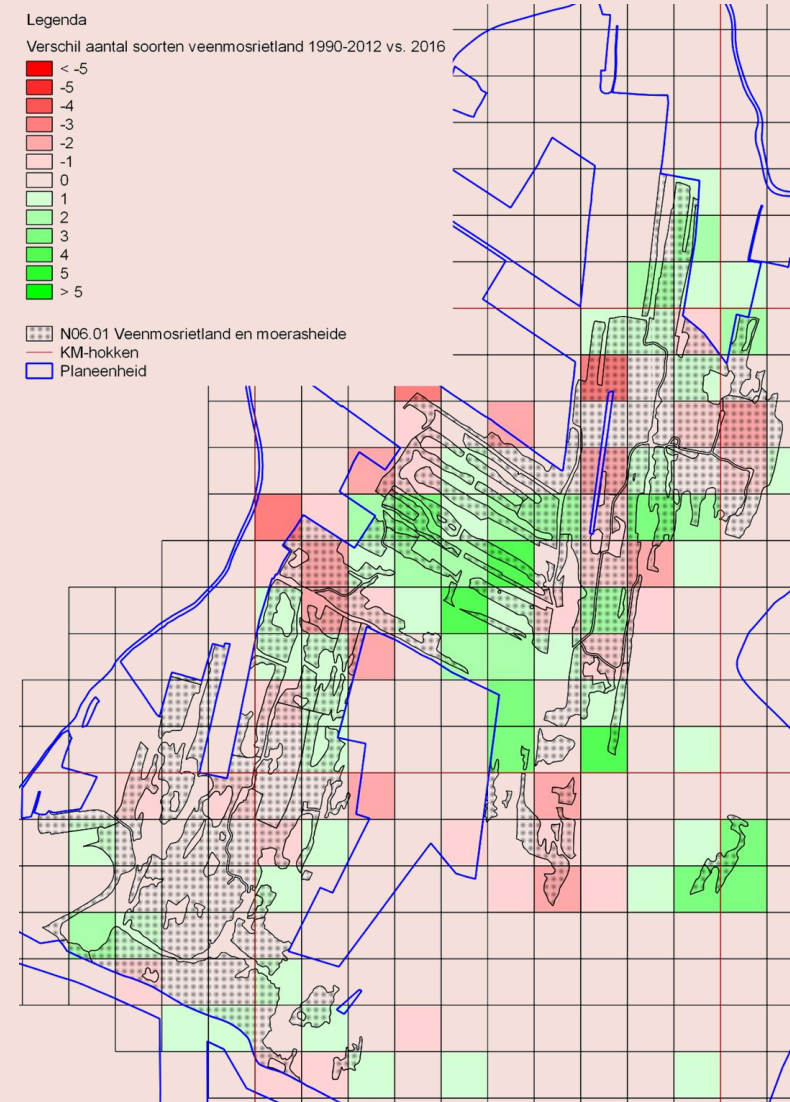 Legenda
Verschil aantal soorten veenmosrietland 1990-2012 vs. 2016
< -5
-5
-4
-3
-2
-1
0
1
2
3
4
5
> 5
N06.01 Veenmosrietland en moerasheide
KM-hokken
Planeenheid